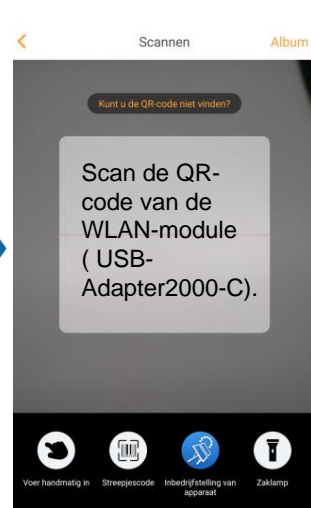 Scannen Album
Kunt u de QR-code niet vinden?
Scan de QR-
code van de
WLAN-module
( USB-
Adapter2000-C).
Voer handmatig in Streepjescode Inbedrijfstelling van Zaklamp
apparaat